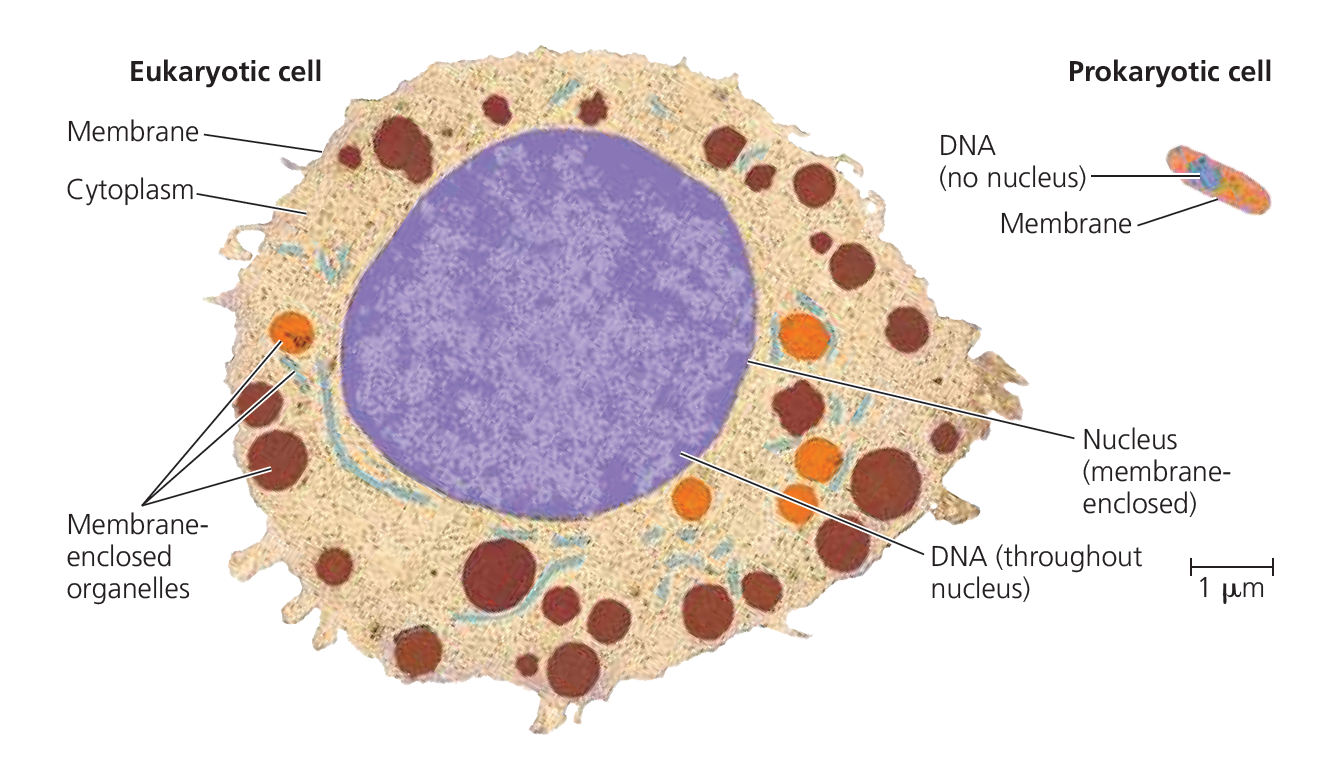 Eukaryotic cell
Prokaryotic cell
Membrane
Cytoplasm
DNA
(no nucleus)
Membrane
Membrane-
enclosed
organelles
Nucleus
(membrane-
enclosed)
DNA (throughout
nucleus)
1 μm